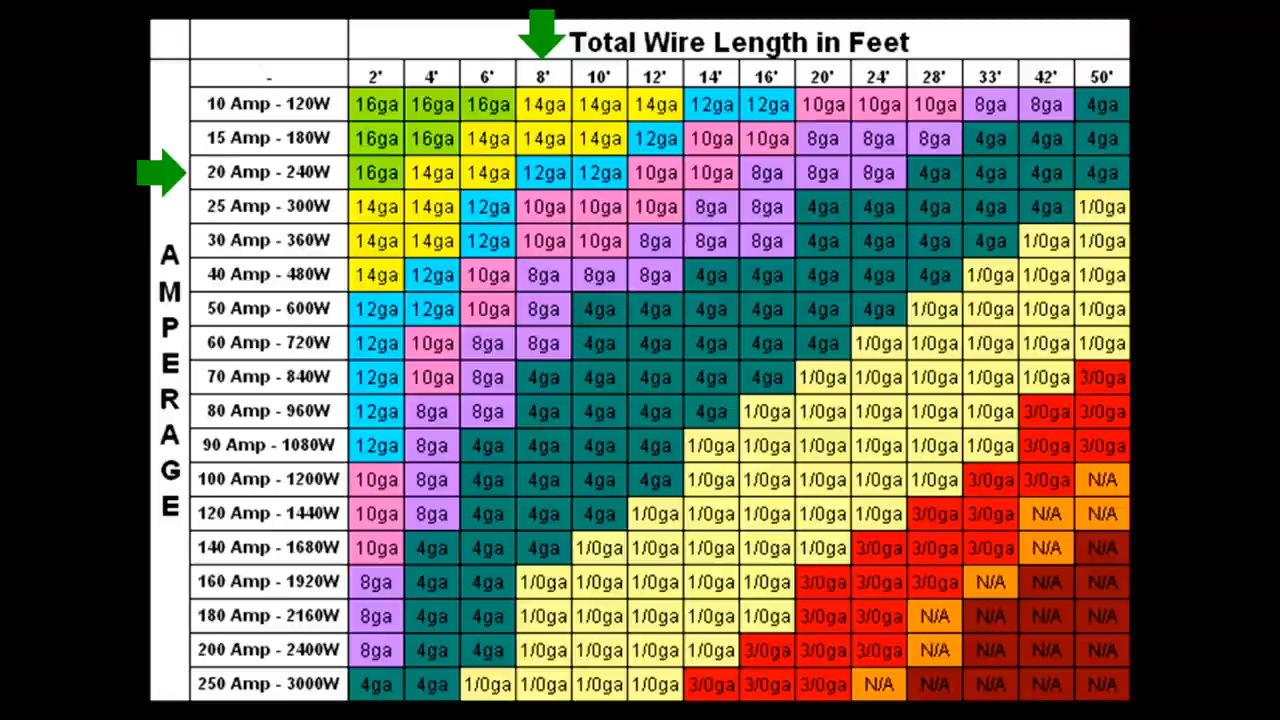 Total Wire Length in Feet
- 2' 4' 6' 8' 10' 12' 14' 16' 20' 24' 28' 33' 42' 50'
10 Amp - 120W 16ga 16ga 16ga 14ga 14ga 14ga 12ga 12ga 10ga 10ga 10ga 8ga 8ga 4ga
15 Amp - 180W 16ga 16ga 14ga 14ga 14ga 12ga 10ga 10ga 8ga 8ga 8ga 4ga 4ga 4ga
20 Amp - 240W 16ga 14ga 14ga 12ga 12ga 10ga 10ga 8ga 8ga 8ga 4ga 4ga 4ga 4ga
25 Amp - 300W 14ga 14ga 12ga 10ga 10ga 10ga 8ga 8ga 4ga 4ga 4ga 4ga 4ga 1/0ga
30 Amp - 360W 14ga 14ga 12ga 10ga 10ga 8ga 8ga 8ga 4ga 4ga 4ga 4ga 1/0ga 1/0ga
40 Amp - 480W 14ga 12ga 10ga 8ga 8ga 8ga 4ga 4ga 4ga 4ga 4ga 1/0ga 1/0ga 1/0ga
50 Amp - 600W 12ga 12ga 10ga 8ga 4ga 4ga 4ga 4ga 4ga 4ga 1/0ga 1/0ga 1/0ga 1/0ga
60 Amp - 720W 12ga 10ga 8ga 8ga 4ga 4ga 4ga 4ga 4ga 1/0ga 1/0ga 1/0ga 1/0ga 1/0ga
70 Amp - 840W 12ga 10ga 8ga 4ga 4ga 4ga 4ga 4ga 1/0ga 1/0ga 1/0ga 1/0ga 1/0ga 3/0ga
80 Amp - 960W 12ga 8ga 8ga 4ga 4ga 4ga 4ga 1/0ga 1/0ga 1/0ga 1/0ga 1/0ga 3/0ga 3/0ga
90 Amp - 1080W 12ga 8ga 4ga 4ga 4ga 4ga 1/0ga 1/0ga 1/0ga 1/0ga 1/0ga 1/0ga 3/0ga 3/0ga
100 Amp - 1200W 10ga 8ga 4ga 4ga 4ga 4ga 1/0ga 1/0ga 1/0ga 1/0ga 1/0ga 3/0ga 3/0ga N/A
120 Amp - 1440W 10ga 8ga 4ga 4ga 4ga 1/0ga 1/0ga 1/0ga 1/0ga 1/0ga 3/0ga 3/0ga N/A N/A
140 Amp - 1680W 10ga 4ga 4ga 4ga 1/0ga 1/0ga 1/0ga 1/0ga 1/0ga 3/0ga 3/0ga 3/0ga N/A N/A
160 Amp - 1920W 8ga 4ga 4ga 1/0ga 1/0ga 1/0ga 1/0ga 1/0ga 3/0ga 3/0ga 3/0ga N/A N/A N/A
180 Amp - 2160W 8ga 4ga 4ga 1/0ga 1/0ga 1/0ga 1/0ga 1/0ga 3/0ga 3/0ga N/A N/A N/A N/A
200 Amp - 2400W 8ga 4ga 4ga 1/0ga 1/0ga 1/0ga 1/0ga 3/0ga 3/0ga 3/0ga N/A N/A N/A N/A
250 Amp - 3000W 4ga 4ga 1/0ga 1/0ga 1/0ga 1/0ga 3/0ga 3/0ga 3/0ga N/A N/A N/A N/A N/A
AMPERAGE